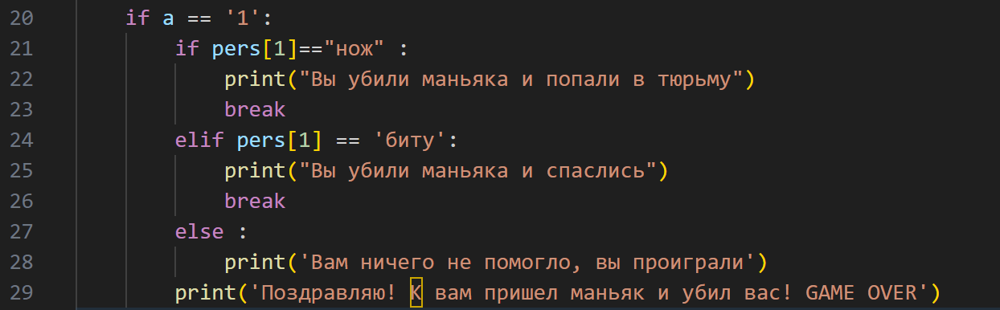 20 if a == '1':
21 if pers[1]=="нож" :
22 print("Вы убили маньяка и попали в тюрьму")
23 break
24 elif pers[1] == 'биту':
25 print("Вы убили маньяка и спаслись")
26 break
27 else :
28 print('Вам ничего не помогло, вы проиграли')
29 print('Поздравляю! К вам пришел маньяк и убил вас! GAME OVER')